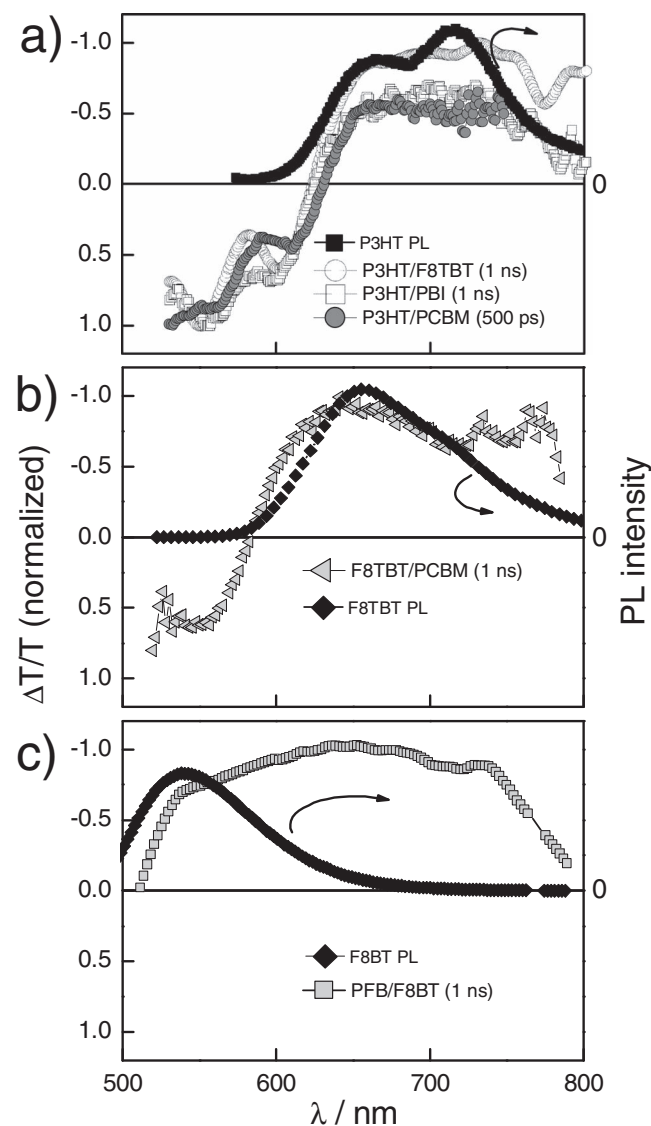 a)
-1.0
-0.5
0.0
0.5
1.0
0
P3HT PL
P3HT/F8TBT (1 ns)
P3HT/PBI (1 ns)
P3HT/PCBM (500 ps)
b)
-1.0
-0.5
0.0
0.5
1.0
0
F8TBT/PCBM (1 ns)
F8TBT PL
ΔT/T (normalized)
PL intensity
c)
-1.0
-0.5
0.0
0.5
1.0
0
F8BT PL
PFB/F8BT (1 ns)
500 600 700 800
λ / nm